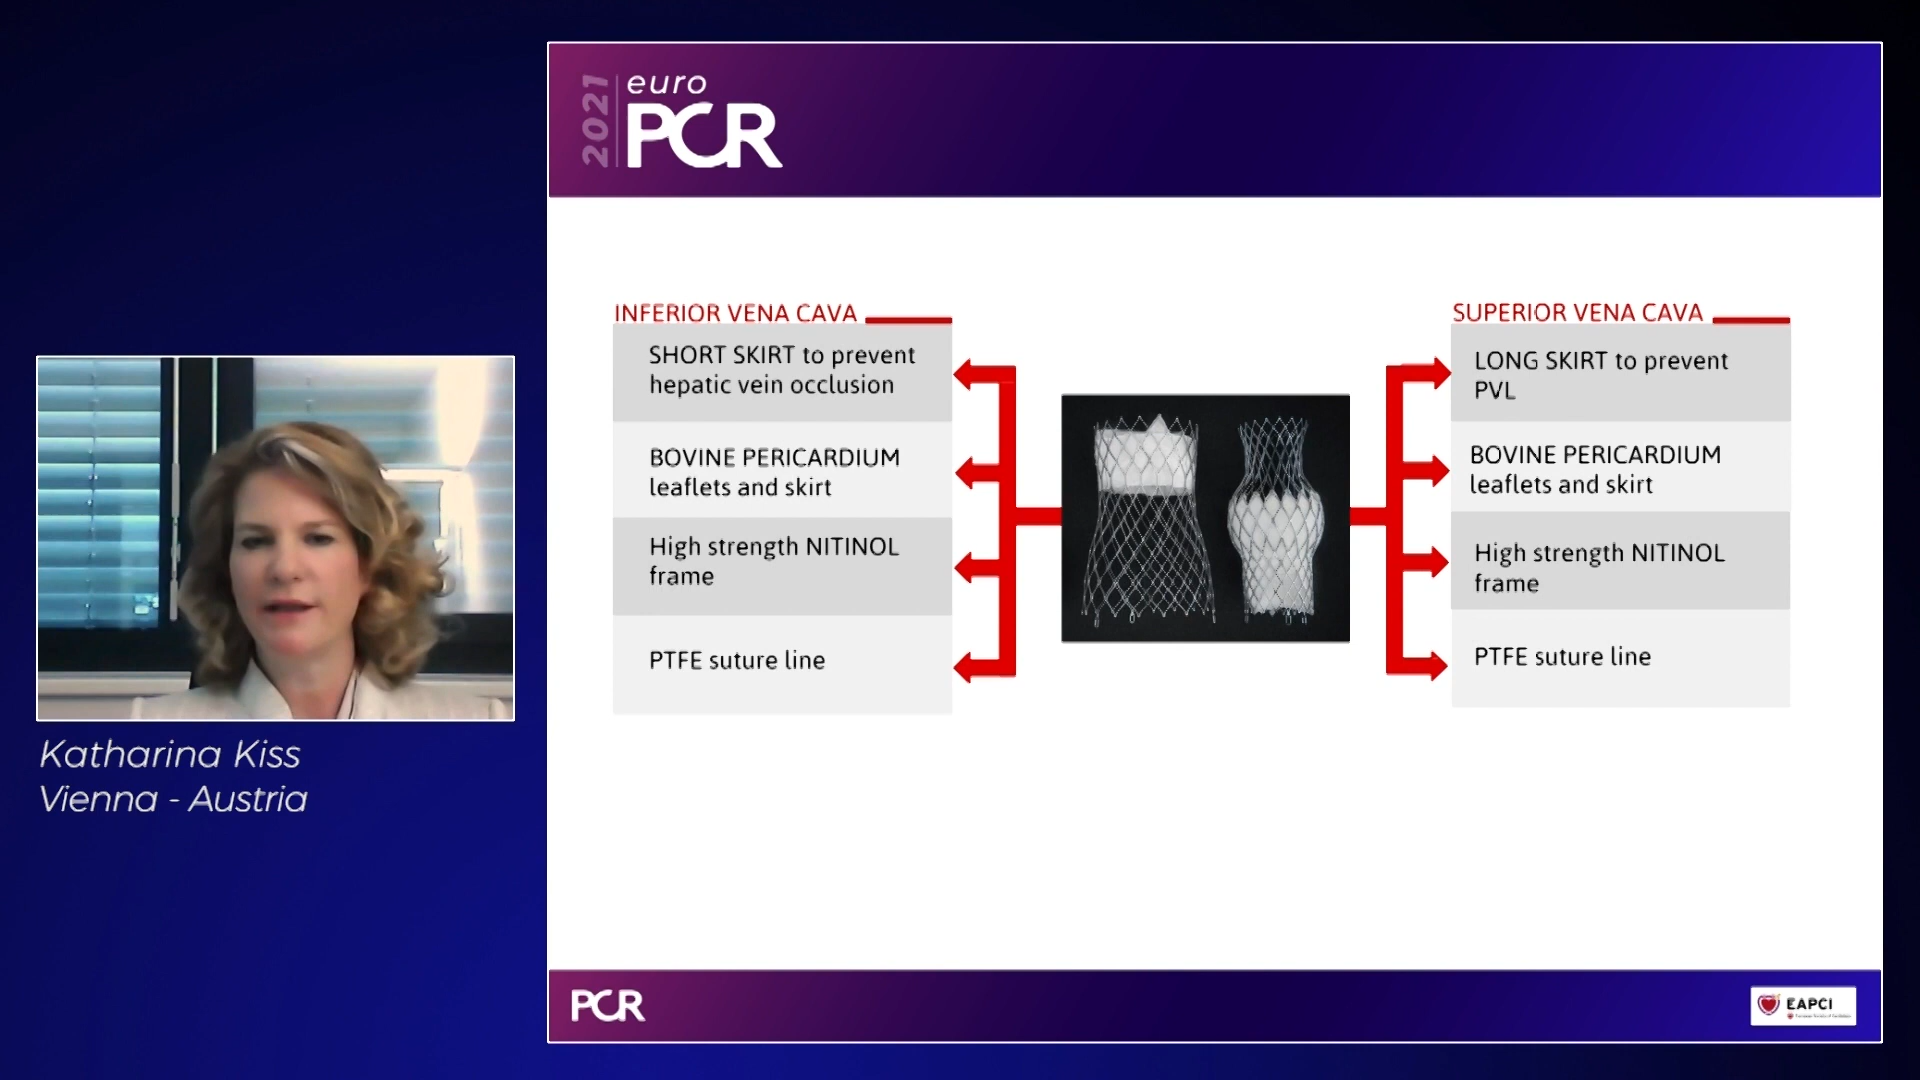 2021
euro
PCR
INFERIOR VENA CAVA
SHORT SKIRT to prevent
hepatic vein occlusion
BOVINE PERICARDIUM
leaflets and skirt
High strength NITINOL
frame
PTFE suture line
SUPERIOR VENA CAVA
LONG SKIRT to prevent
PVL
BOVINE PERICARDIUM
leaflets and skirt
High strength NITINOL
frame
PTFE suture line
Katharina Kiss
Vienna - Austria
PCR
EAPCI